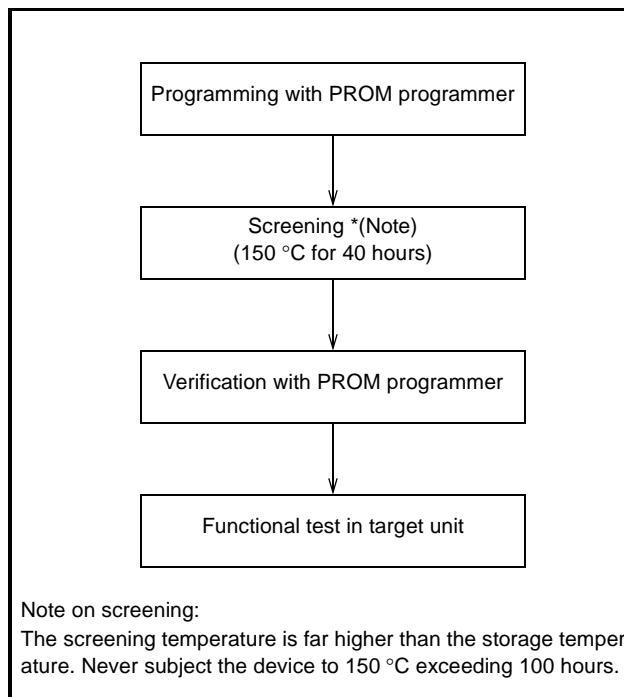 Programming with PROM programmer
Screening *(Note)
(150 °C for 40 hours)
Verification with PROM programmer
Functional test in target unit
Note on screening:
The screening temperature is far higher than the storage temper
ature. Never subject the device to 150 °C exceeding 100 hours.